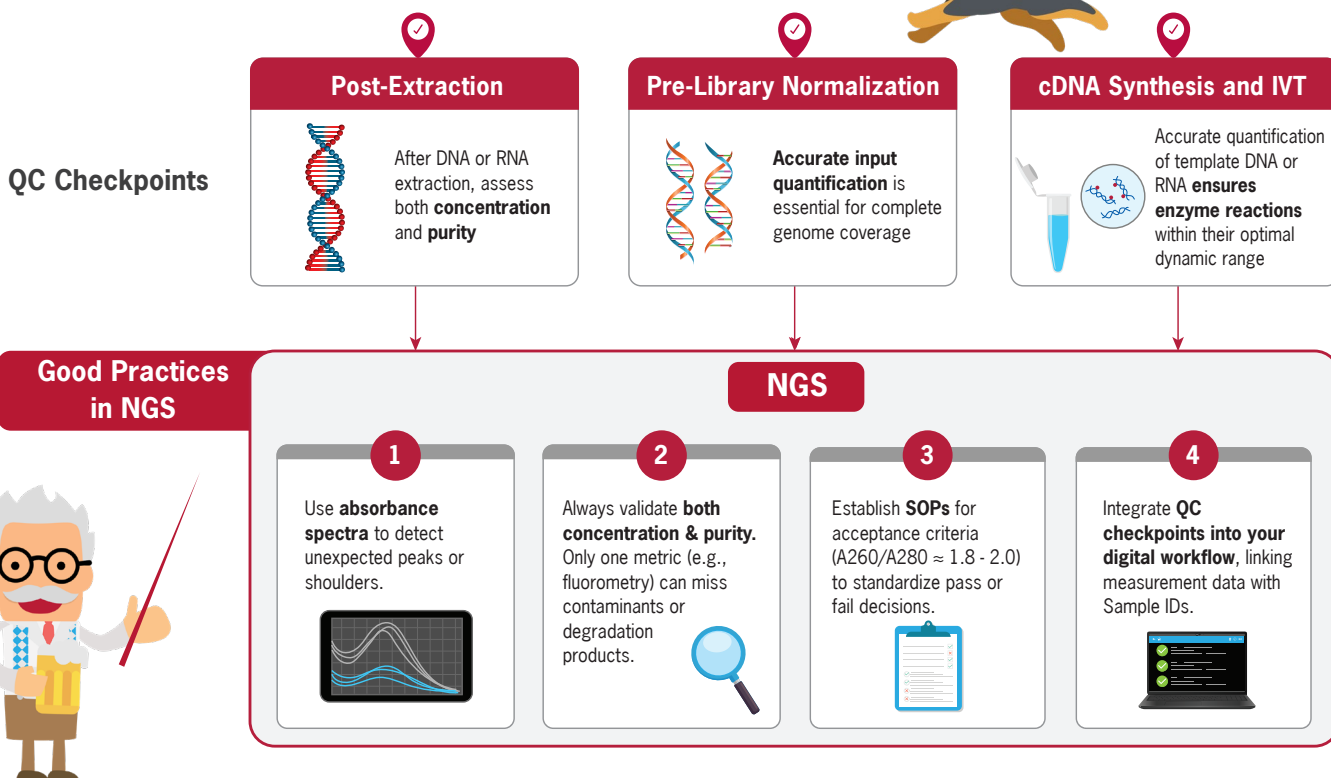 Post-Extraction
Pre-Library Normalization
cDNA Synthesis and IVT
QC Checkpoints
After DNA or RNA
extraction, assess
both concentration
and purity
Accurate input
quantification is
essential for complete
genome coverage
Accurate quantification
of template DNA or
RNA ensures
enzyme reactions
within their optimal
dynamic range
Good Practices
in NGS
NGS
1
Use absorbance
spectra to detect
unexpected peaks or
shoulders.
2
Always validate both
concentration & purity.
Only one metric (e.g.,
fluorometry) can miss
contaminants or
degradation
products.
3
Establish SOPs for
acceptance criteria
(A260/A280 ≈ 1.8 - 2.0)
to standardize pass or
fail decisions.
4
Integrate QC
checkpoints into your
digital workflow, linking
measurement data with
Sample IDs.